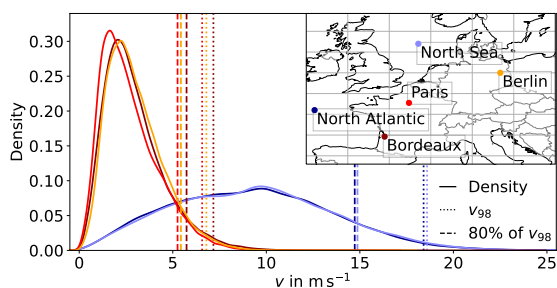 0.30
0.25
0.20
0.15
0.10
0.05
0.00
Density
0 5 10 15 20 25
v in m s⁻¹
North Sea
Berlin
Paris
North Atlantic
Bordeaux
Density
v₉₈
80% of v₉₈